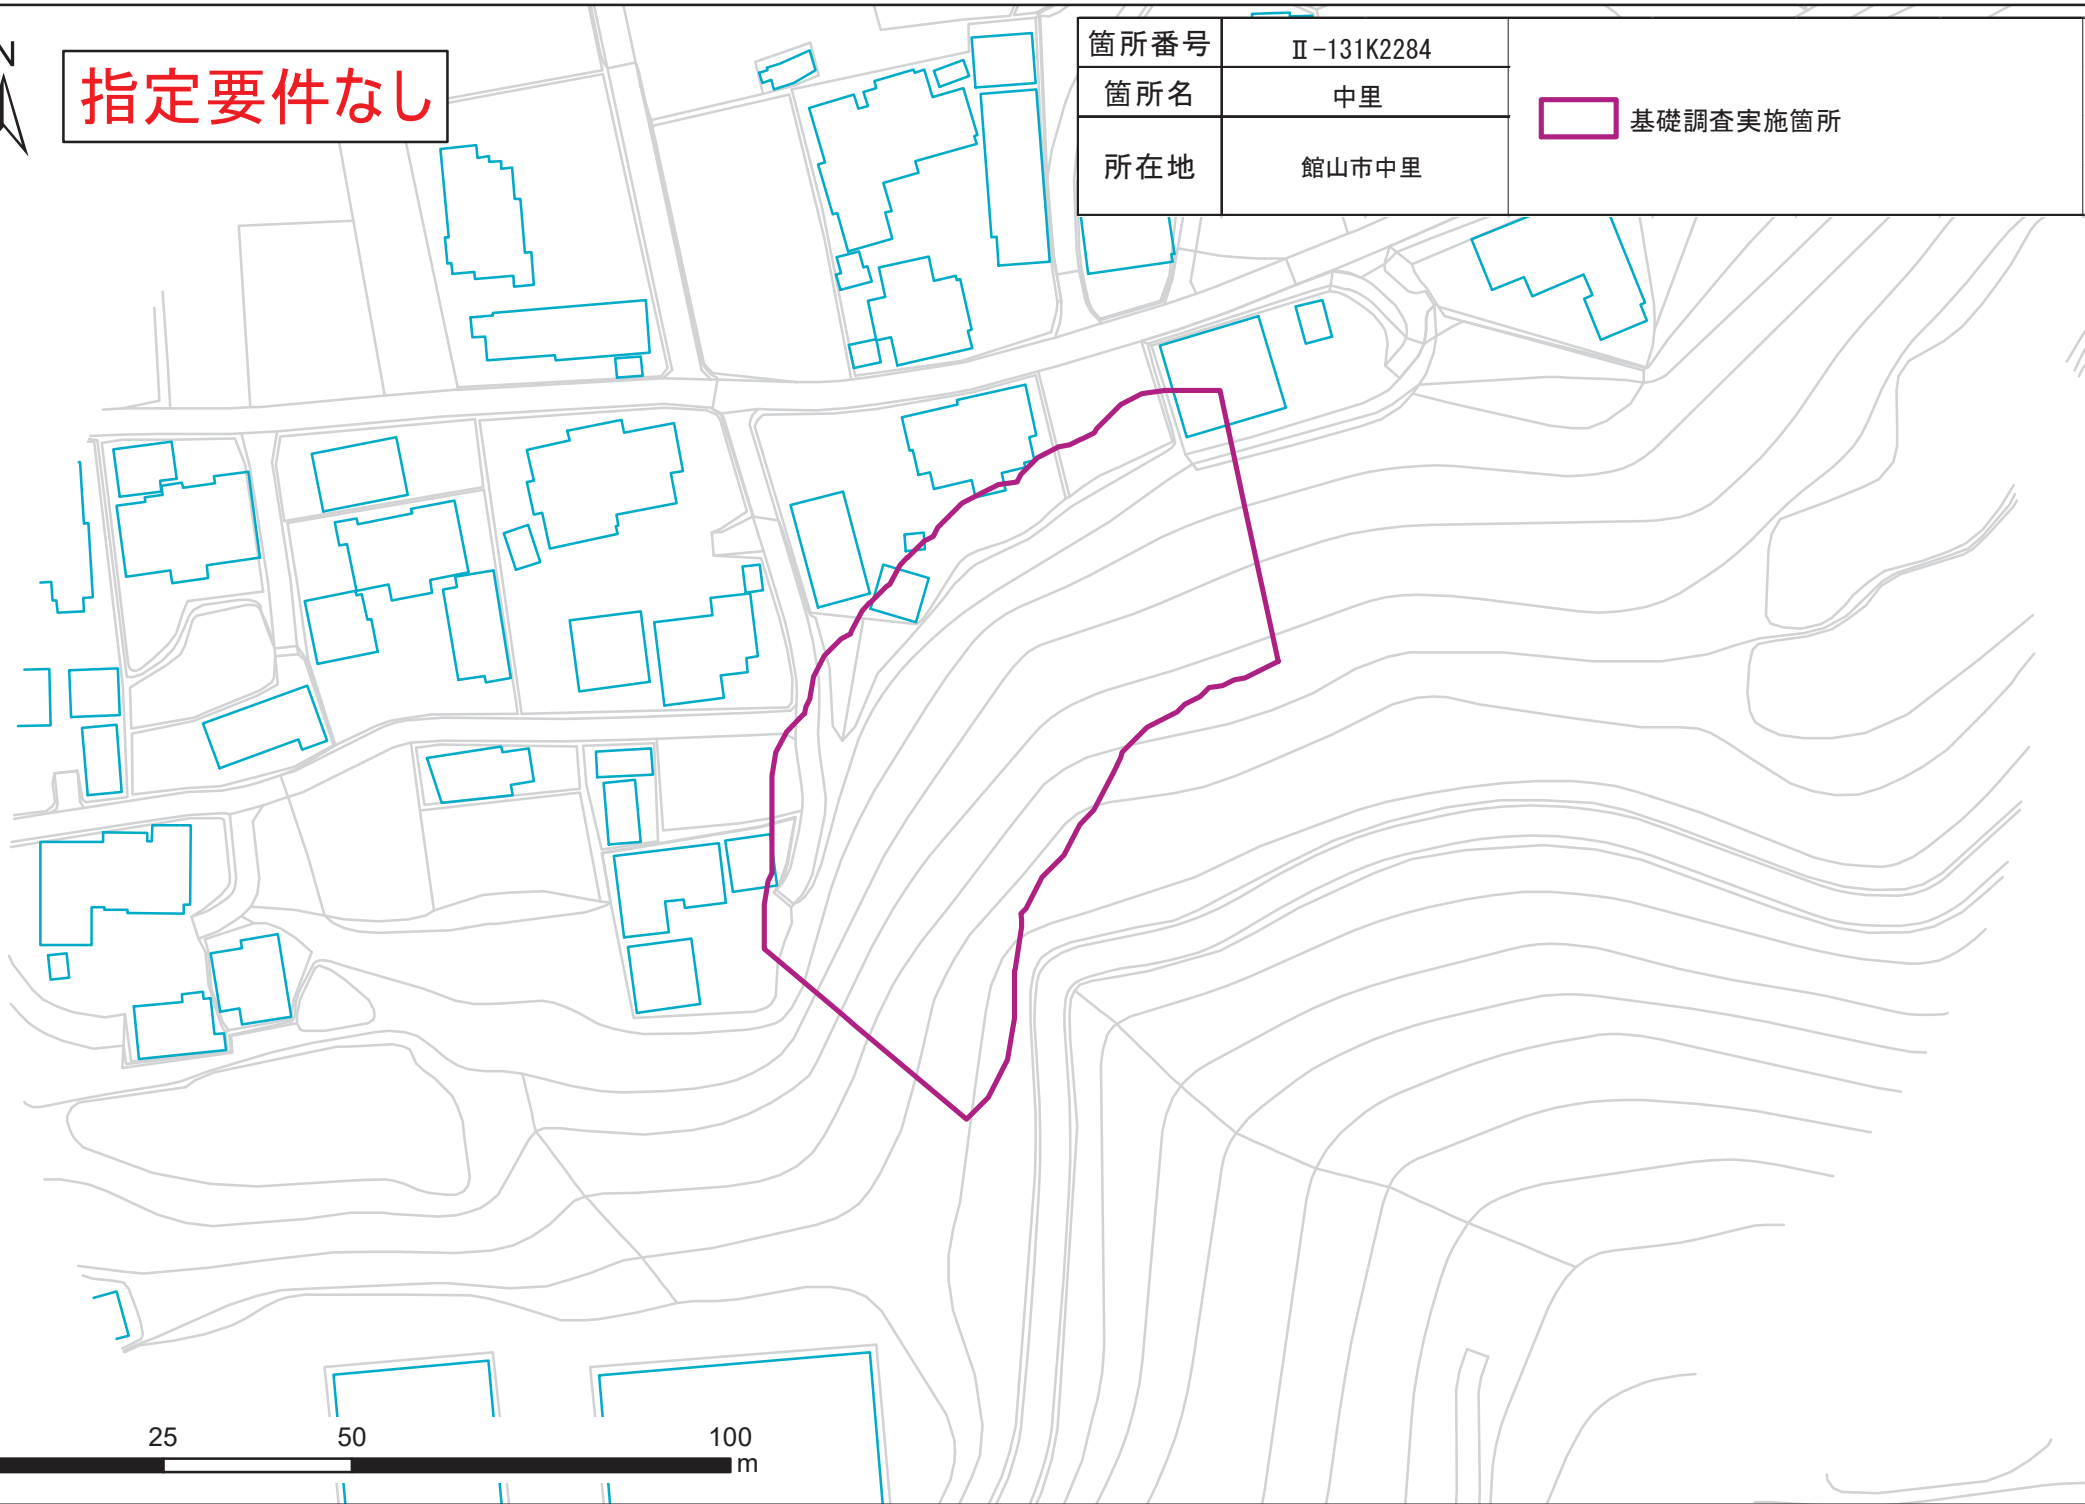 N
指定要件なし
箇所番号 Ⅱ-131K2284
箇所名 中里
所在地 館山市中里
基礎調査実施箇所
25 50 100
m